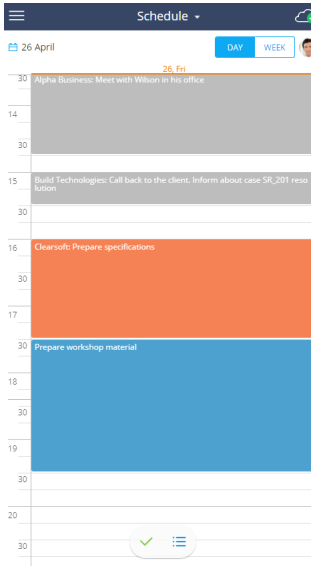 Schedule
26 April
DAY WEEK
26, Fri
30 Alpha Business: Meet with Wilson in his office
14
30
15 Build Technologies: Call back to the client. Inform about case SR_201 reso
lution
30
16 Clearsoft: Prepare specifications
30
17
30 Prepare workshop material
18
30
19
30
20
30